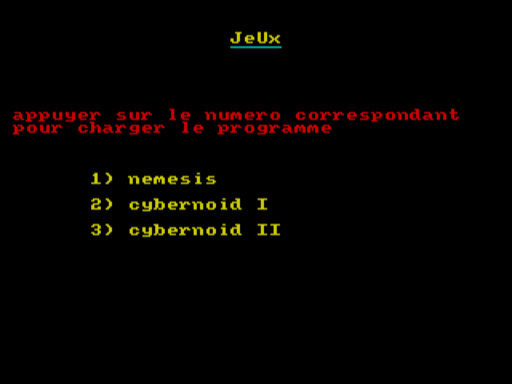 JeUx
appuyer sur le numero correspondant
pour charger le programme
1) nemesis
2) cybernoid I
3) cybernoid II